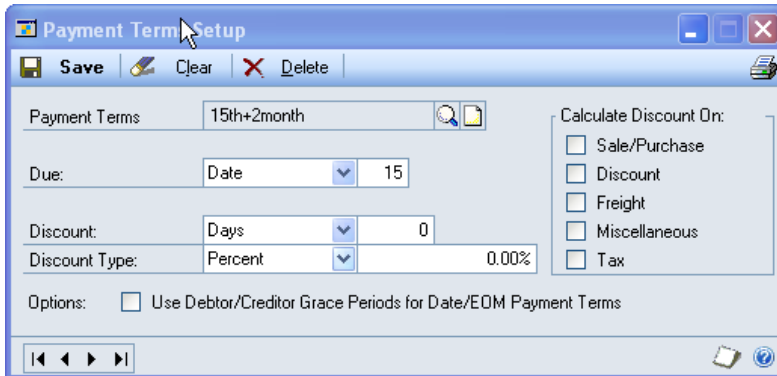 Payment Terms Setup
Save Clear Delete
Payment Terms 15th+2month
Calculate Discount On:
Sale/Purchase
Due: Date 15
Discount
Freight
Discount: Days 0
Miscellaneous
Discount Type: Percent 0.00%
Tax
Options: Use Debtor/Creditor Grace Periods for Date/EOM Payment Terms